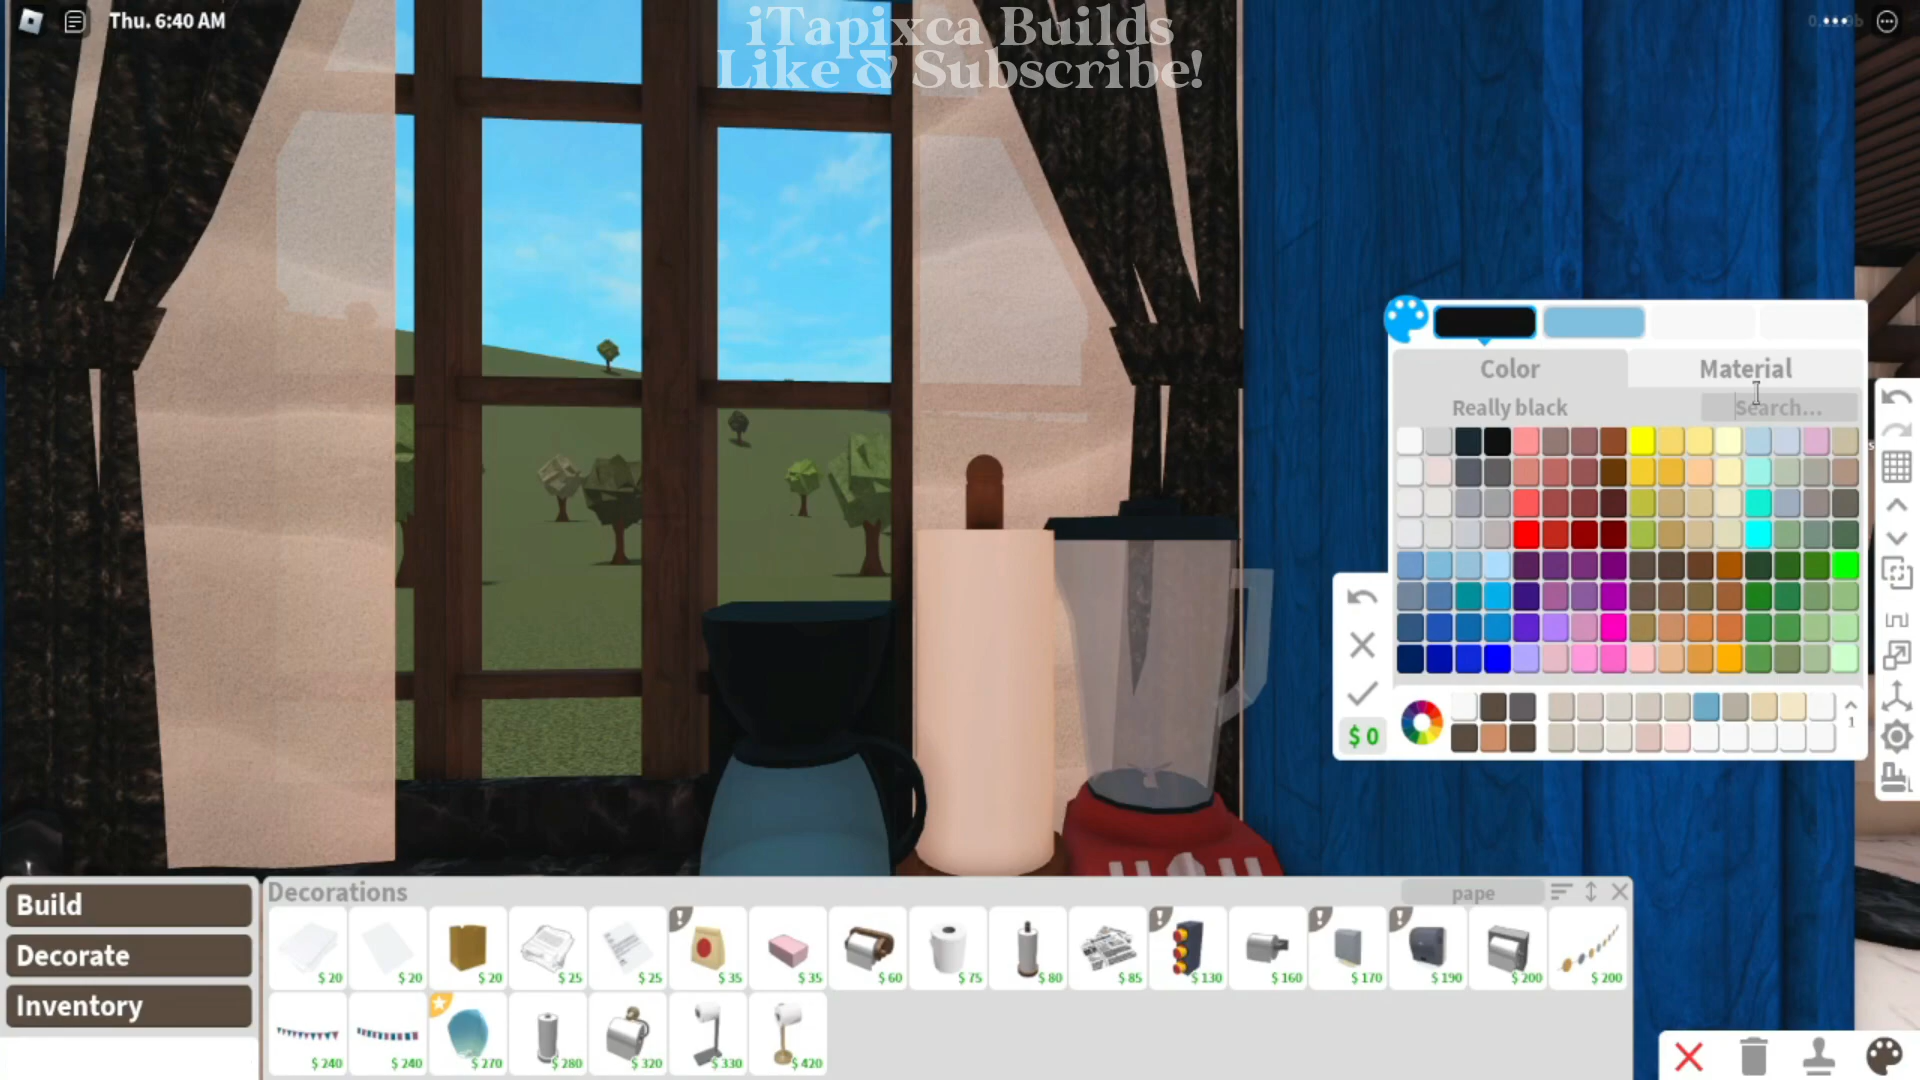 Thu. 6:40 AM
iTapixca Builds
Like & Subscribe!
Color
Material
Really black
Search...
$ 0
1
Build
Decorate
Inventory
Decorations
pape
$ 20
$ 20
$ 20
$ 25
$ 25
$ 35
$ 35
$ 60
$ 75
$ 80
$ 85
$ 130
$ 160
$ 170
$ 190
$ 200
$ 200
$ 240
$ 240
$ 270
$ 280
$ 320
$ 330
$ 420